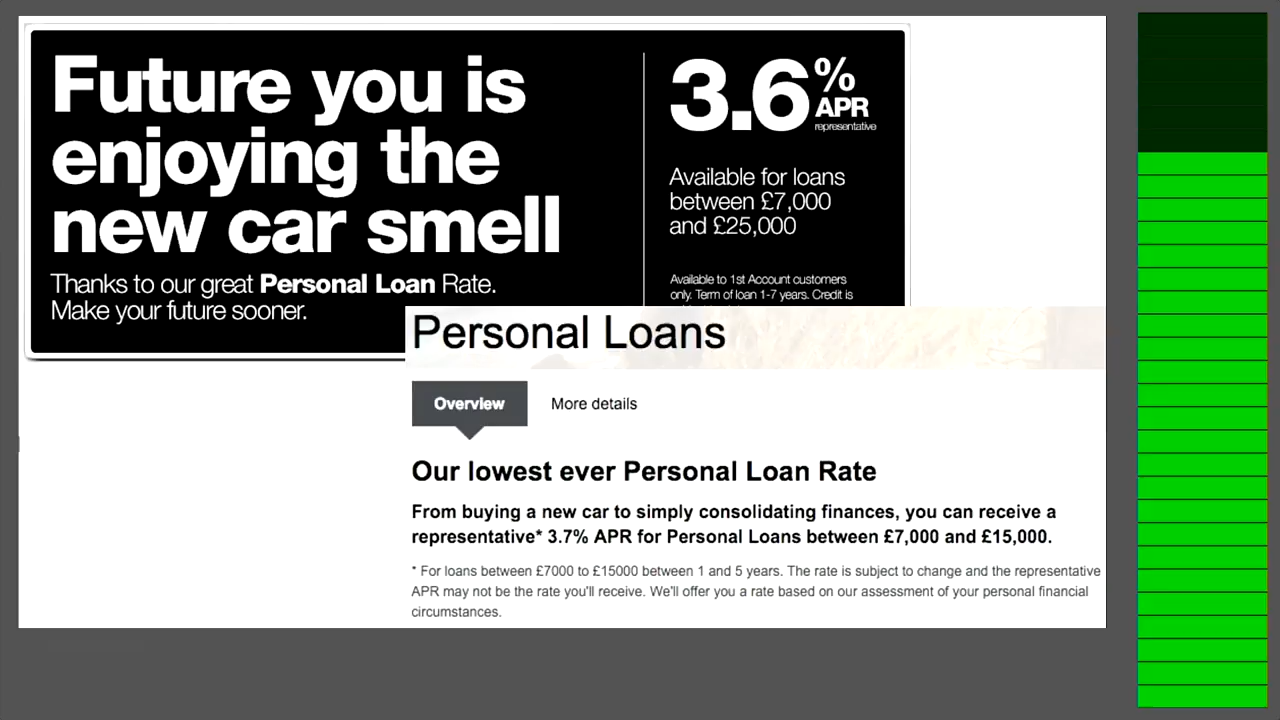 Future you is
enjoying the
new car smell
Thanks to our great Personal Loan Rate.
Make your future sooner.
3.6%
APR
representative
Available for loans
between £7,000
and £25,000
Available to 1st Account customers
only. Term of loan 1-7 years. Credit is
Personal Loans
Overview
More details
Our lowest ever Personal Loan Rate
From buying a new car to simply consolidating finances, you can receive a
representative* 3.7% APR for Personal Loans between £7,000 and £15,000.
* For loans between £7000 to £15000 between 1 and 5 years. The rate is subject to change and the representative
APR may not be the rate you'll receive. We'll offer you a rate based on our assessment of your personal financial
circumstances.